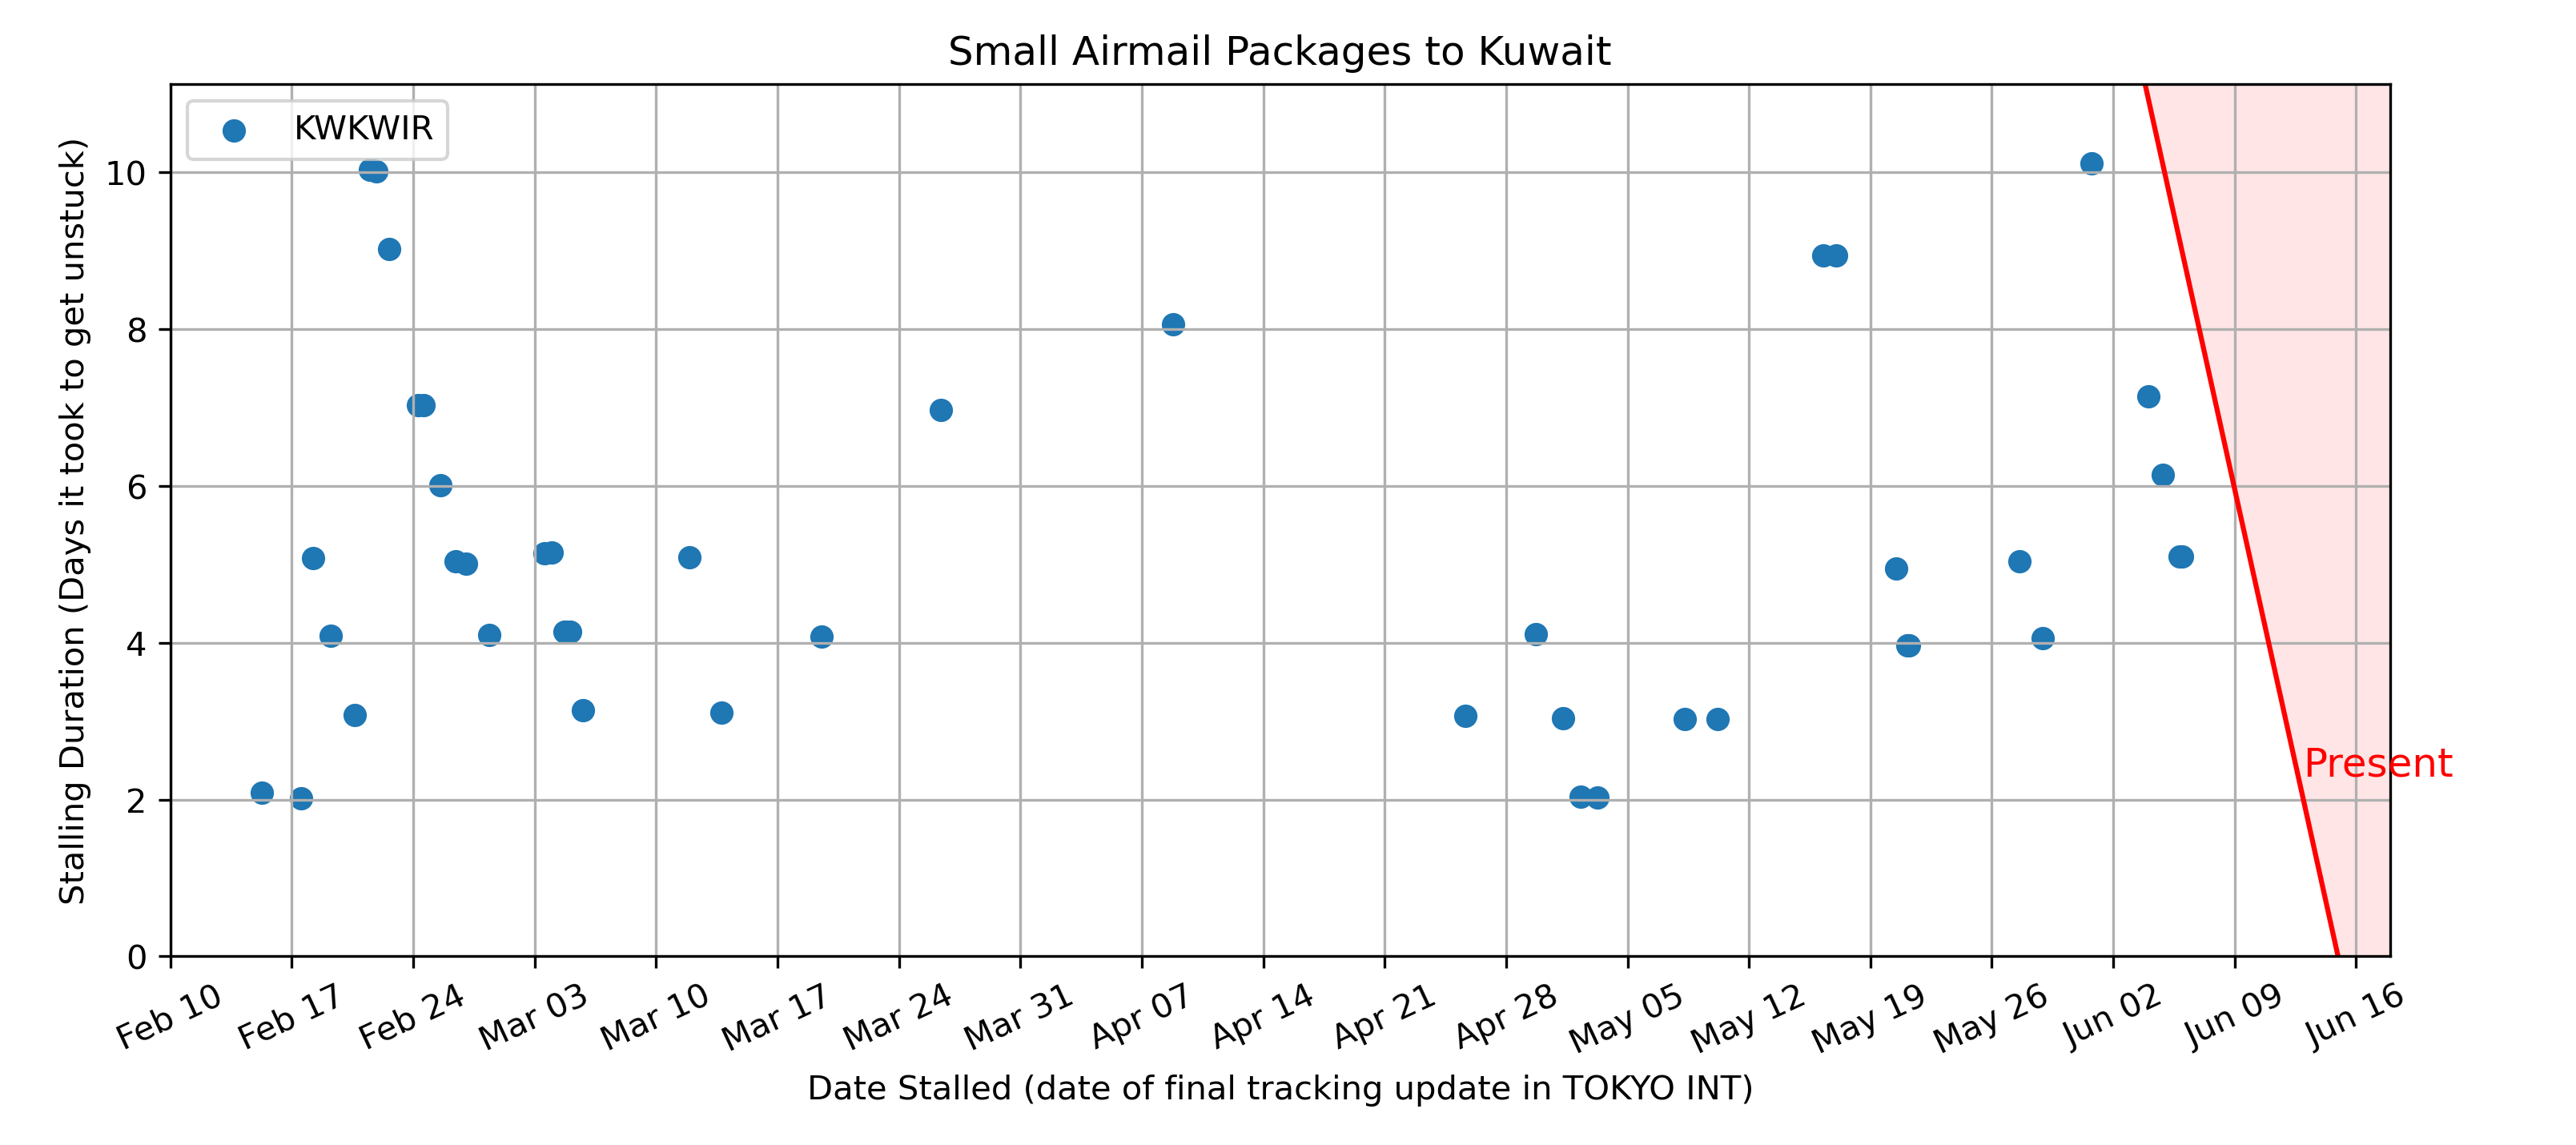 Small Airmail Packages to Kuwait
KWKWIR
Stalling Duration (Days it took to get unstuck)
10
8
6
4
2
0
Present
Feb 10
Feb 17
Feb 24
Mar 03
Mar 10
Mar 17
Mar 24
Mar 31
Apr 07
Apr 14
Apr 21
Apr 28
May 05
May 12
May 19
May 26
Jun 02
Jun 09
Jun 16
Date Stalled (date of final tracking update in TOKYO INT)